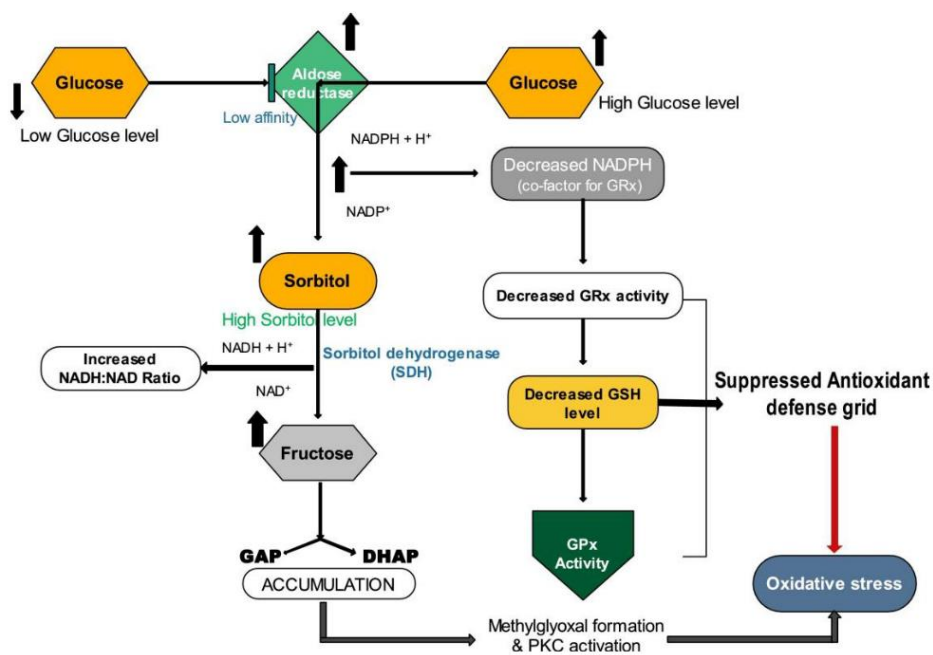 Glucose
Low Glucose level
Aldose
reductase
Low affinity
Glucose
High Glucose level
NADPH + H⁺
NADP⁺
Decreased NADPH
(co-factor for GRx)
Sorbitol
High Sorbitol level
Decreased GRx activity
NADH + H⁺
NAD⁺
Sorbitol dehydrogenase
(SDH)
Increased
NADH:NAD Ratio
Decreased GSH
level
Suppressed Antioxidant
defense grid
Fructose
GAP
DHAP
ACCUMULATION
GPx
Activity
Oxidative stress
Methylglyoxal formation
& PKC activation